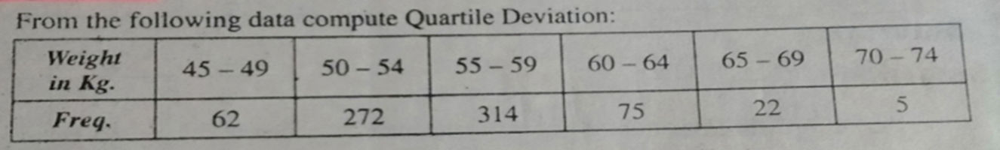 From the following data compute Quartile Deviation:
Weight in Kg. 45 – 49 50 – 54 55 – 59 60 – 64 65 – 69 70 – 74
Freq. 62 272 314 75 22 5